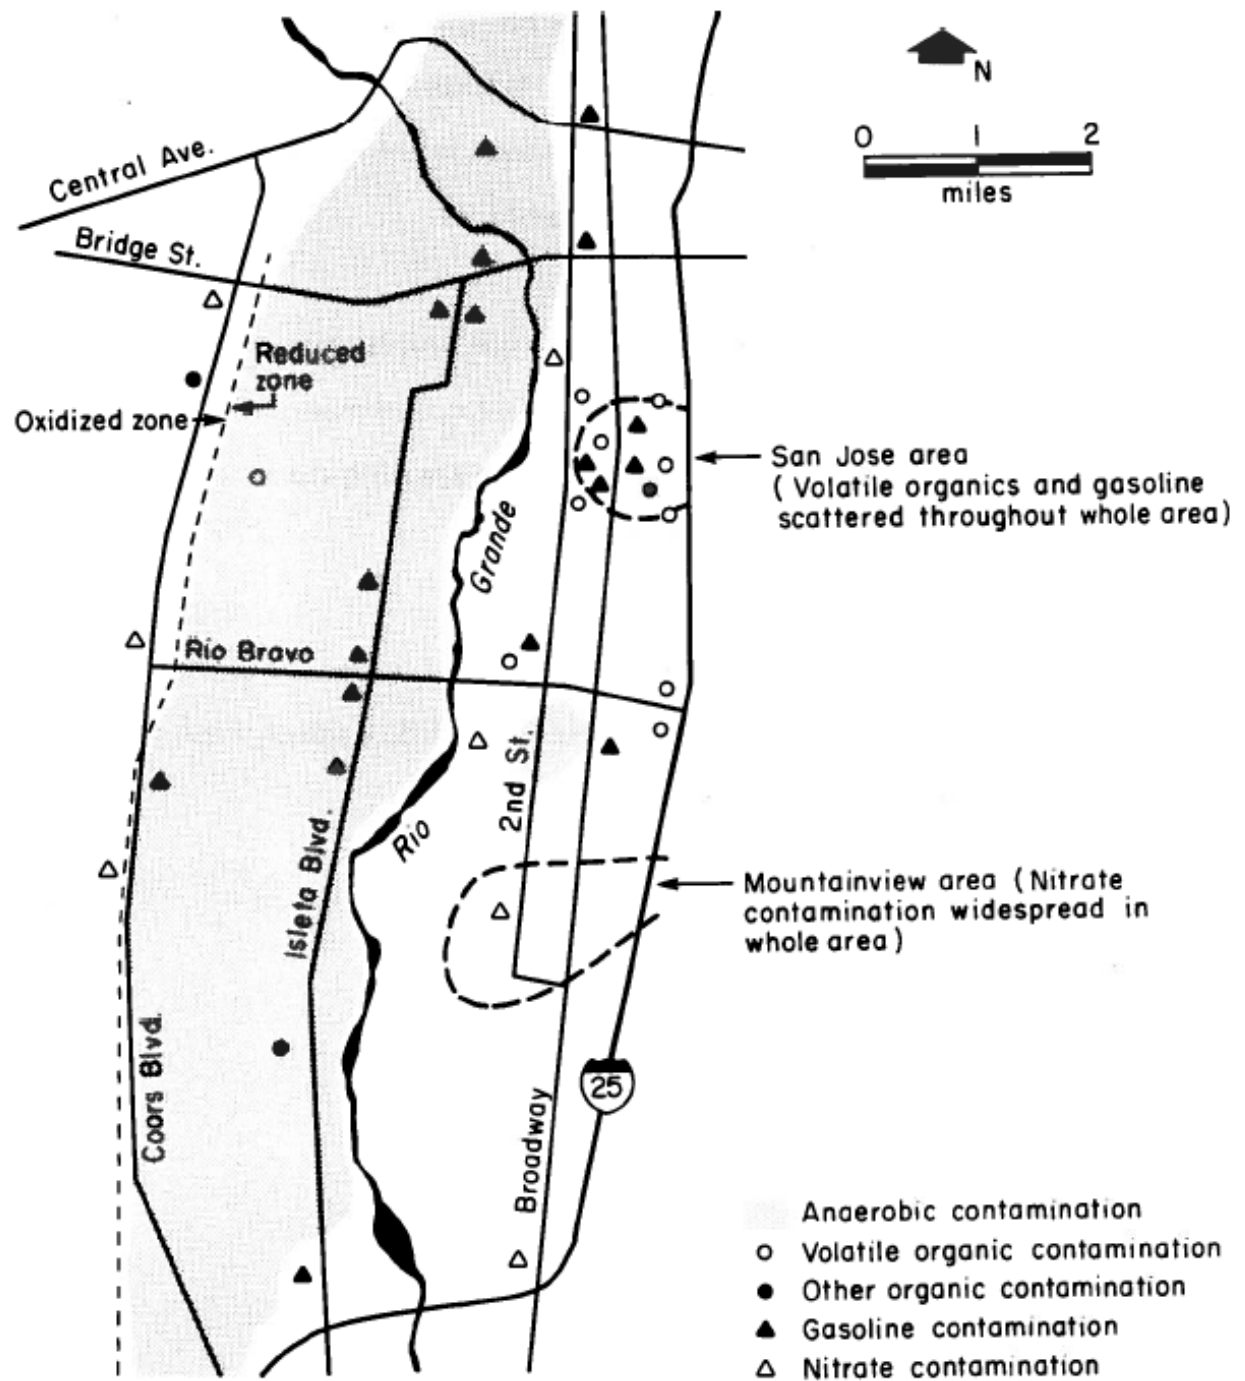 N
0 1 2
miles
Central Ave.
Bridge St.
Reduced
zone
Oxidized zone
San Jose area
(Volatile organics and gasoline
scattered throughout whole area)
Grande
Rio Bravo
2nd St.
Rio
Isleta Blvd.
Mountainview area (Nitrate
contamination widespread in
whole area)
Coors Blvd.
25
Broadway
Anaerobic contamination
Volatile organic contamination
Other organic contamination
Gasoline contamination
Nitrate contamination